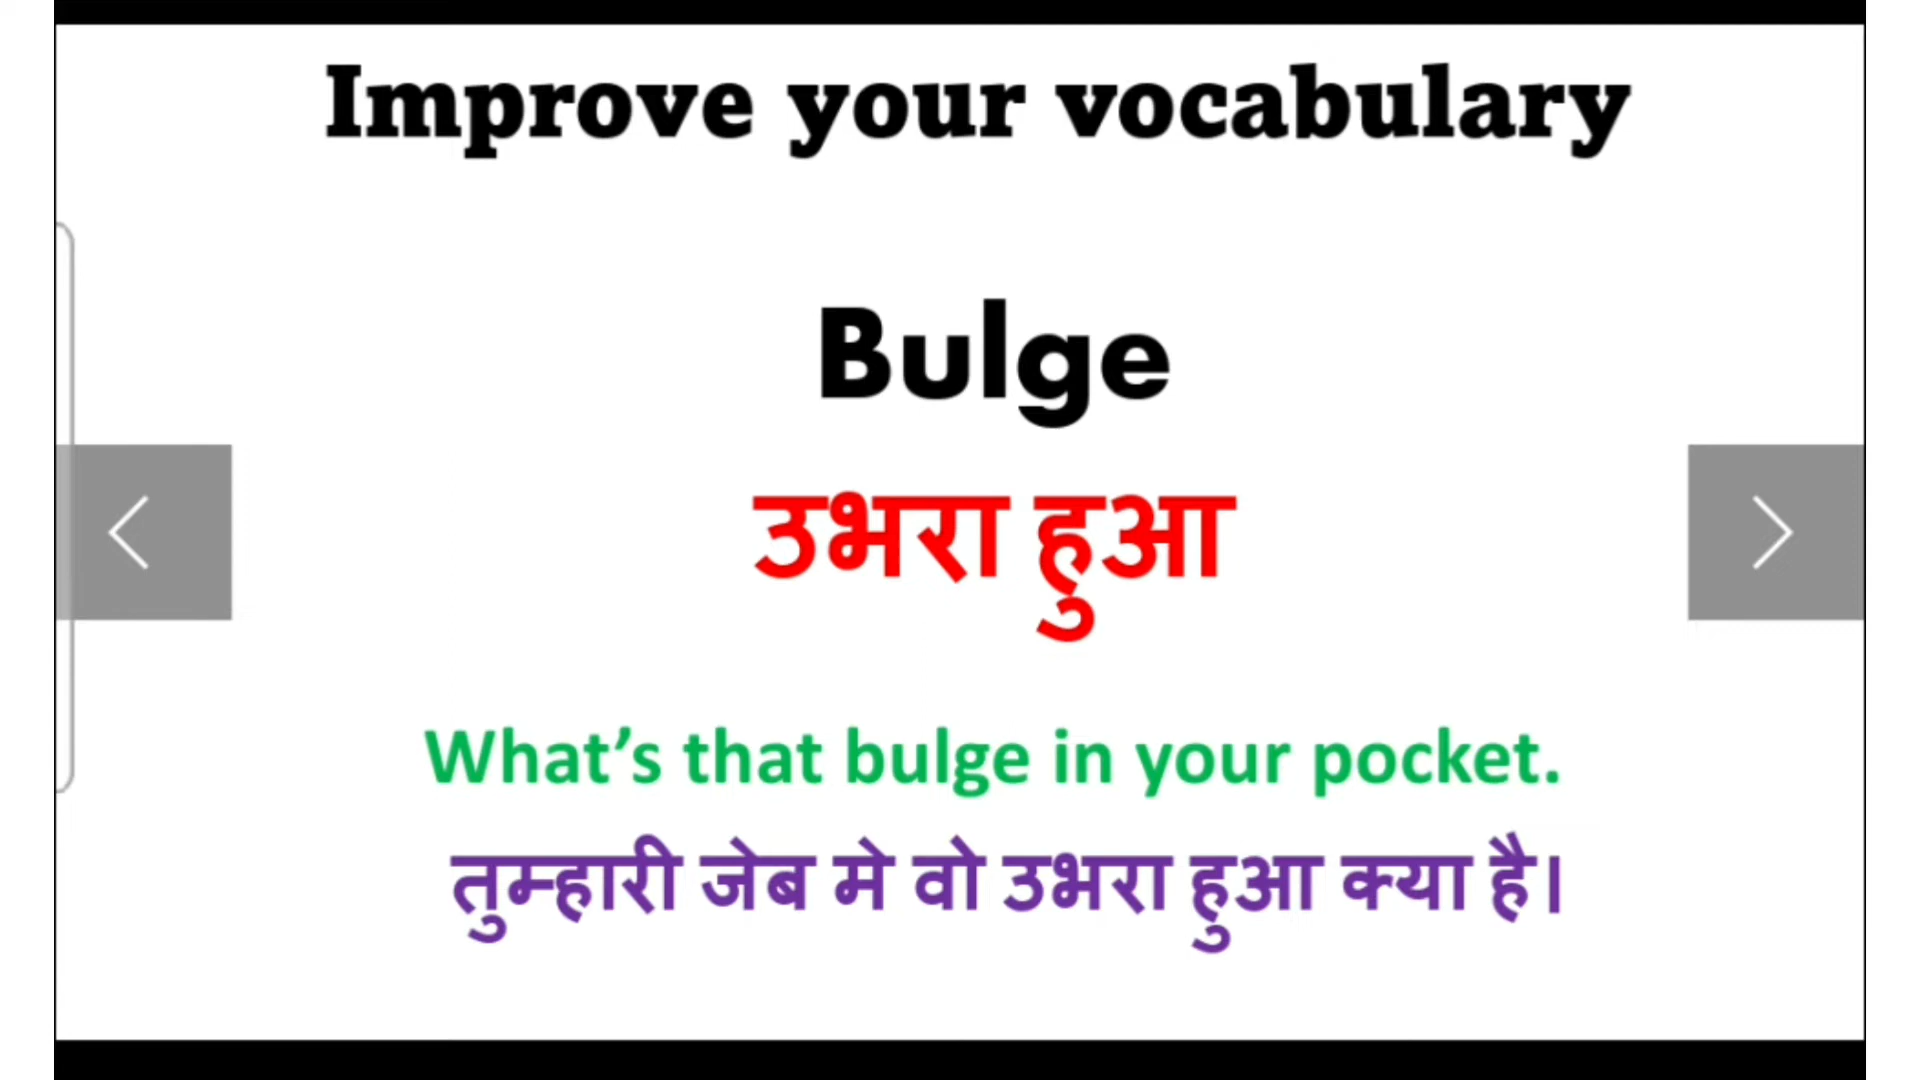 Improve your vocabulary
Bulge
उभरा हुआ
What’s that bulge in your pocket.
तुम्हारी जेब मे वो उभरा हुआ क्या है।